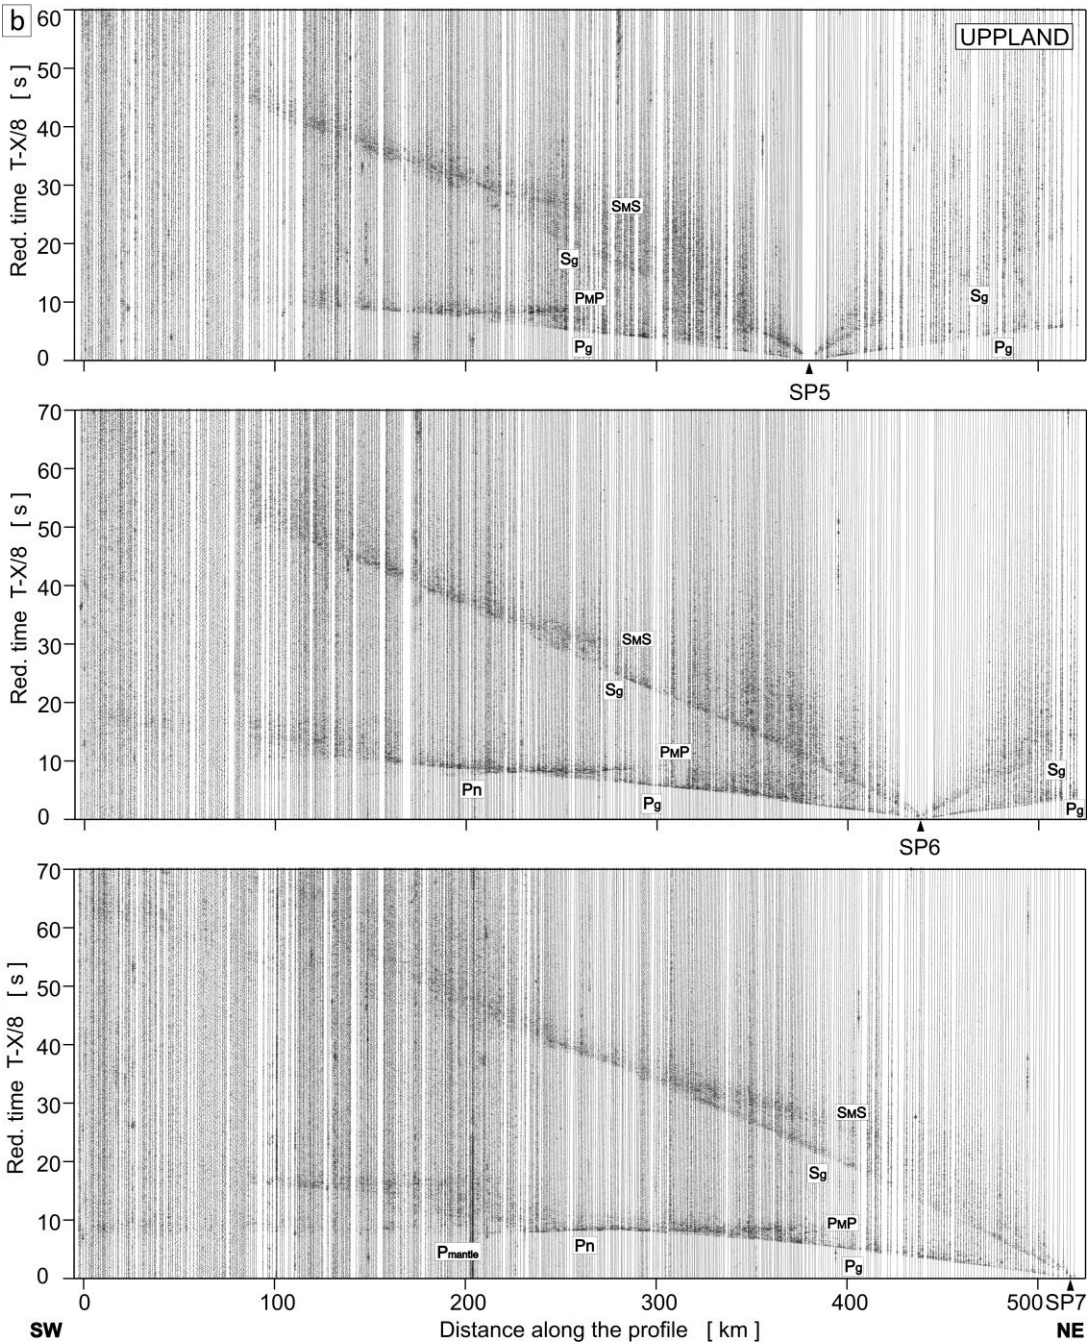 b
UPPLAND
60
50
40
30
20
10
0
Red. time T-X/8 [ s ]
SMS
Sg
PMP
Pg
Sg
Pg
SP5
70
60
50
40
30
20
10
0
Red. time T-X/8 [ s ]
SMS
Sg
PMP
Pn
Pg
Sg
Pg
SP6
70
60
50
40
30
20
10
0
Red. time T-X/8 [ s ]
SMS
Sg
PMP
Pmantle
Pn
Pg
0 100 200 300 400 500 SP7
SW Distance along the profile [ km ] NE